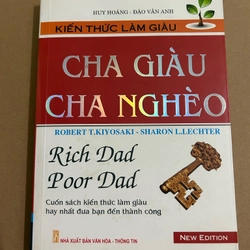 HUY HOÀNG - ĐÀO VÂN ANH
KIẾN THỨC LÀM GIÀU
CHA GIÀU
CHA NGHÈO
ROBERT T.KIYOSAKI - SHARON L.LECHTER
Rich Dad
Poor Dad
Cuốn sách kiến thức làm giàu
hay nhất đưa bạn đến thành công
NHÀ XUẤT BẢN VĂN HÓA - THÔNG TIN
NEW EDITION